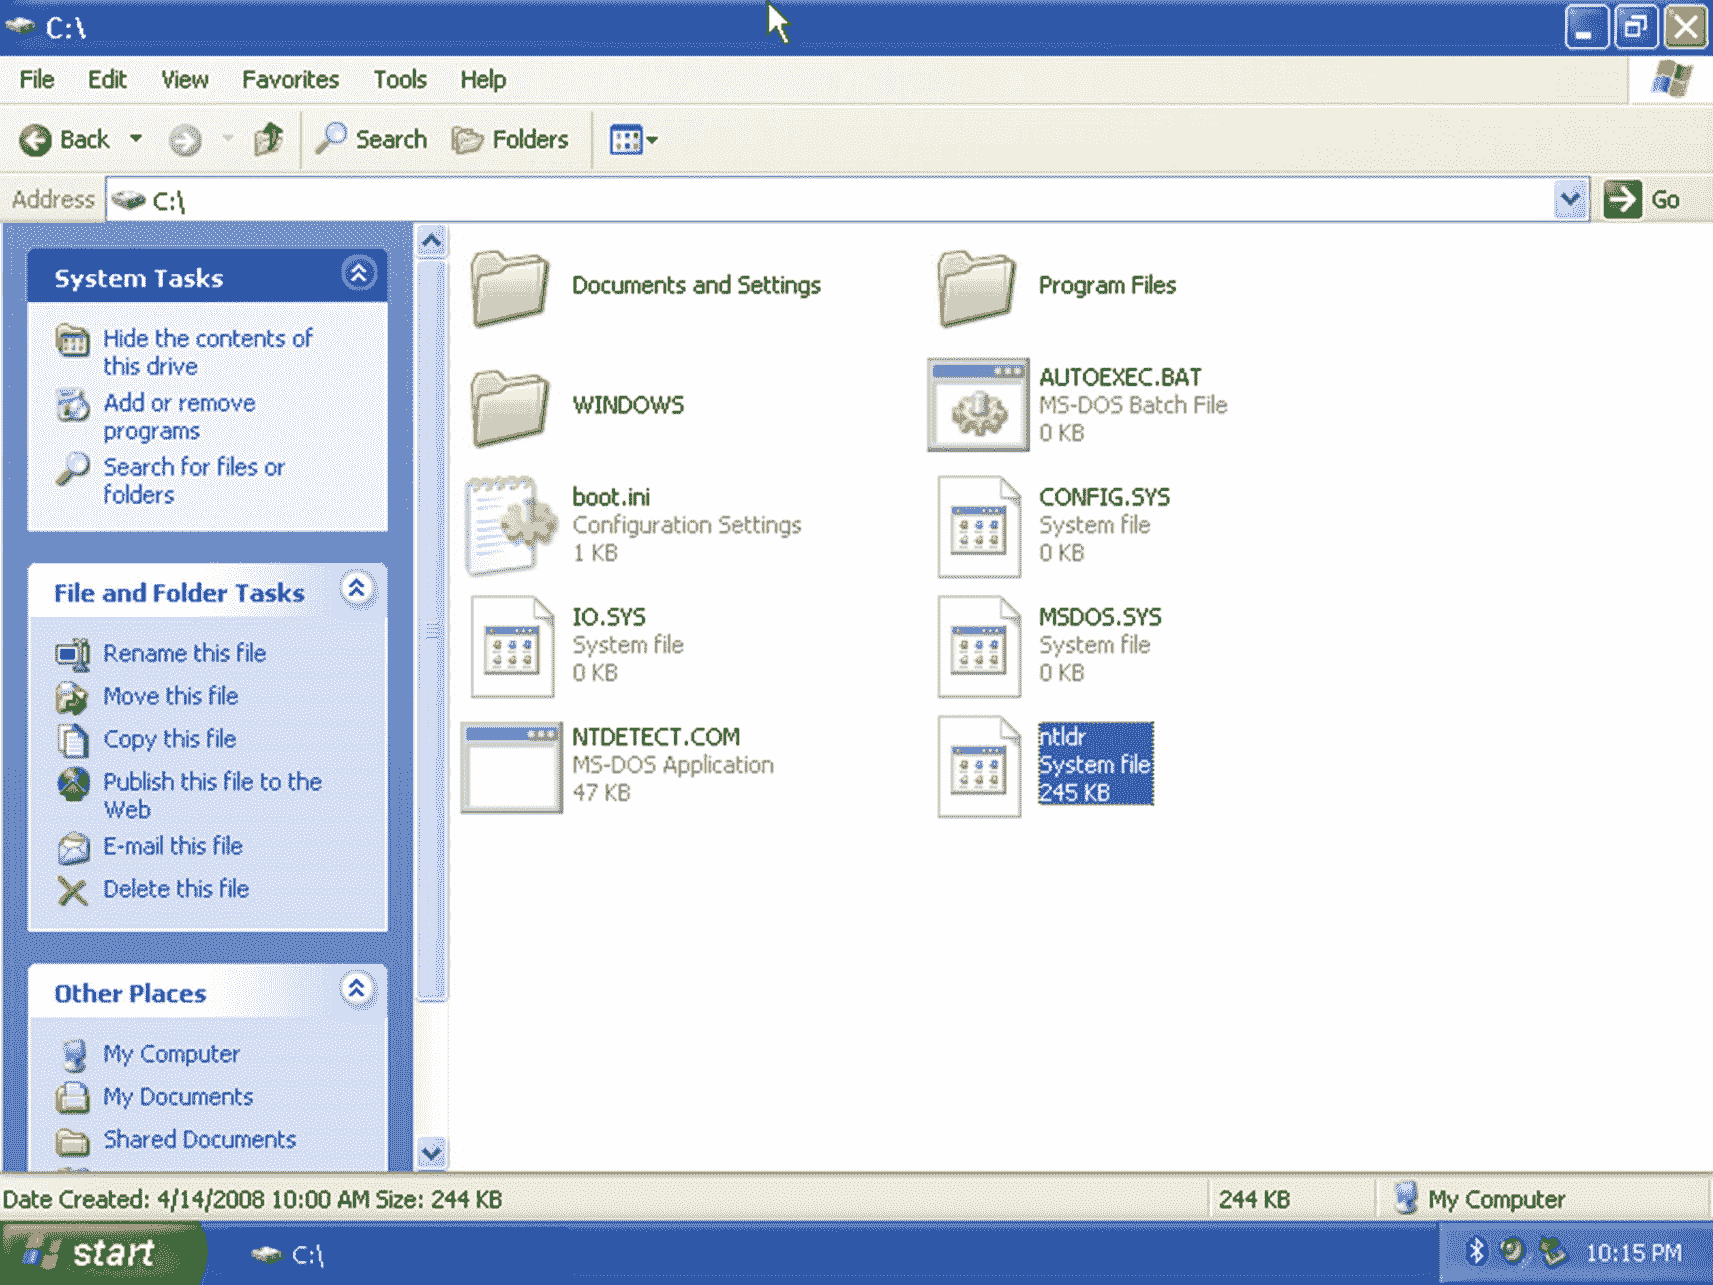 C:\
File Edit View Favorites Tools Help
Back Search Folders
Address C:\ Go
System Tasks
Hide the contents of
this drive
Add or remove
programs
Search for files or
folders
File and Folder Tasks
Rename this file
Move this file
Copy this file
Publish this file to the
Web
E-mail this file
Delete this file
Other Places
My Computer
My Documents
Shared Documents
Documents and Settings
Program Files
WINDOWS
AUTOEXEC.BAT
MS-DOS Batch File
0 KB
boot.ini
Configuration Settings
1 KB
CONFIG.SYS
System file
0 KB
IO.SYS
System file
0 KB
MSDOS.SYS
System file
0 KB
NTDETECT.COM
MS-DOS Application
47 KB
ntldr
System file
245 KB
Date Created: 4/14/2008 10:00 AM Size: 244 KB
244 KB
My Computer
start
C:\
10:15 PM